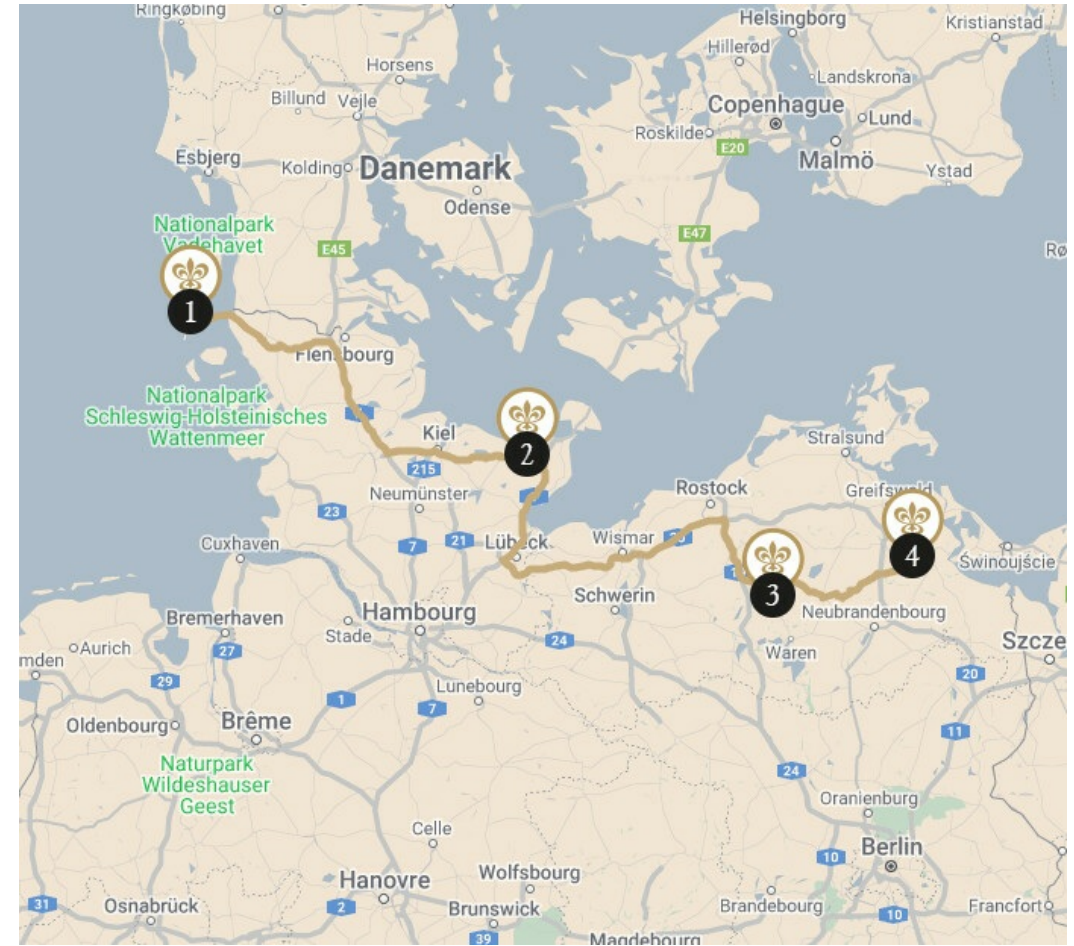 Ringkøbing
Helsingborg
Kristianstad
Hillerød
Horsens
Landskrona
Billund
Vejle
Copenhague
Lund
Roskilde
E20
Malmö
Esbjerg
Kolding
Danemark
Ystad
Odense
Nationalpark
Vadehavet
E47
E45
1
Flensbourg
Nationalpark
Schleswig-Holsteinisches
Wattenmeer
Kiel
2
Stralsund
215
Neumünster
Rostock
Greifswald
23
Cuxhaven
7
21
Lübeck
Wismar
4
Świnoujście
3
Schwerin
Neubrandenbourg
Bremerhaven
Hambourg
Stade
24
Waren
Szcze
Aurich
27
mden
29
20
Lunebourg
1
7
Oldenbourg
Brême
11
Naturpark
Wildeshauser
Geest
24
Oranienburg
Celle
Berlin
10
Wolfsbourg
Hanovre
31
Osnabrück
2
Brunswick
Brandebourg
10
Francfort
39
Magdebourg